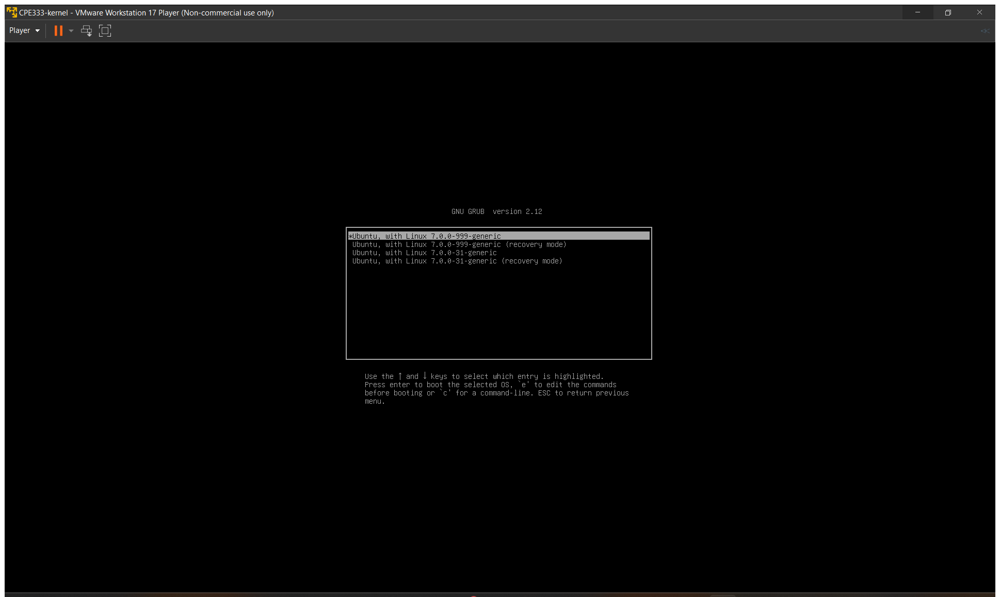 CPE333-kernel - VMware Workstation 17 Player (Non-commercial use only)
Player
GNU GRUB  version 2.12
*Ubuntu, with Linux 7.0.0-999-generic
Ubuntu, with Linux 7.0.0-999-generic (recovery mode)
Ubuntu, with Linux 7.0.0-31-generic
Ubuntu, with Linux 7.0.0-31-generic (recovery mode)
Use the ↑ and ↓ keys to select which entry is highlighted.
Press enter to boot the selected OS, `e' to edit the commands
before booting or `c' for a command-line. ESC to return previous
menu.